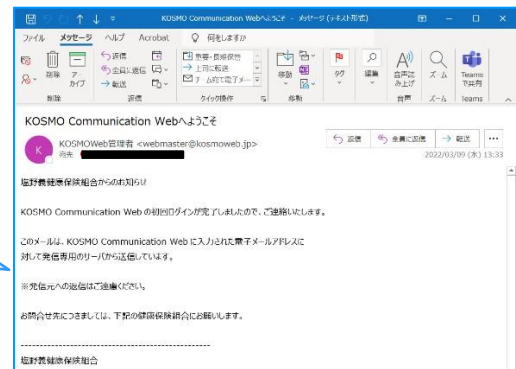 KOSMO Communication Webへようこそ - メッセージ (テキスト形式)
ファイル メッセージ ヘルプ Acrobat 何をしますか
削除 アーカイブ
返信 全員に返信 転送
重要・長期保存 上司に転送 チーム宛て電子メー...
移動 タグ 編集 音声読み上げ ズーム Teamsで共有
削除 返信 クイック操作 移動 音声 ズーム Teams
KOSMO Communication Webへようこそ
K
KOSMOWeb管理者 <webmaster@kosmoweb.jp>
宛先
返信 全員に返信 転送
2022/03/09 (水) 13:33
塩野義健康保険組合からのお知らせ
KOSMO Communication Web の初回ログインが完了しましたので、ご連絡いたします。
このメールは、KOSMO Communication Web に入力された電子メールアドレスに
対して発信専用のサーバから送信しています。
※発信元への返信はご遠慮ください。
お問合せ先につきましては、下記の健康保険組合にお願いします。
--------------------------------------------------
塩野義健康保険組合